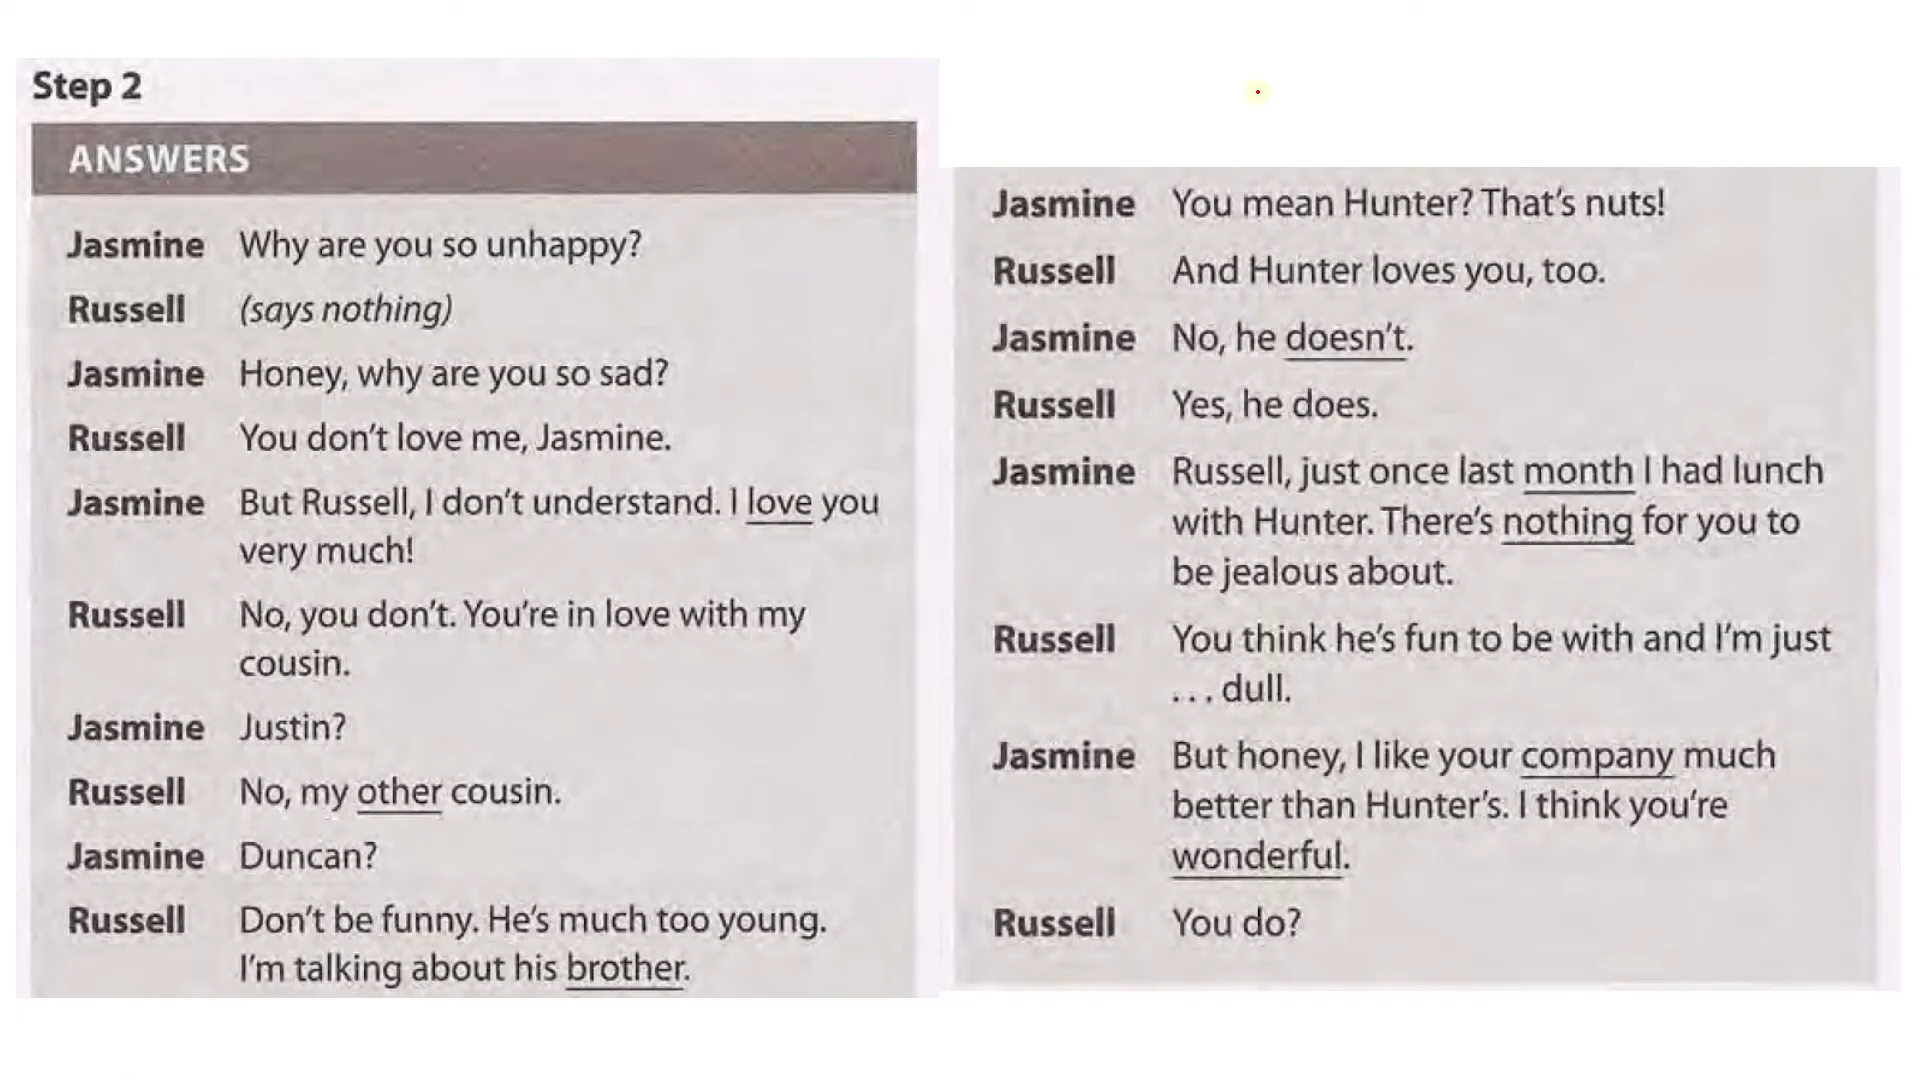 Step 2
ANSWERS
Jasmine Why are you so unhappy?
Russell (says nothing)
Jasmine Honey, why are you so sad?
Russell You don't love me, Jasmine.
Jasmine But Russell, I don't understand. I love you
very much!
Russell No, you don't. You're in love with my
cousin.
Jasmine Justin?
Russell No, my other cousin.
Jasmine Duncan?
Russell Don't be funny. He's much too young.
I'm talking about his brother.
Jasmine You mean Hunter? That's nuts!
Russell And Hunter loves you, too.
Jasmine No, he doesn't.
Russell Yes, he does.
Jasmine Russell, just once last month I had lunch
with Hunter. There's nothing for you to
be jealous about.
Russell You think he's fun to be with and I'm just
. . . dull.
Jasmine But honey, I like your company much
better than Hunter's. I think you're
wonderful.
Russell You do?